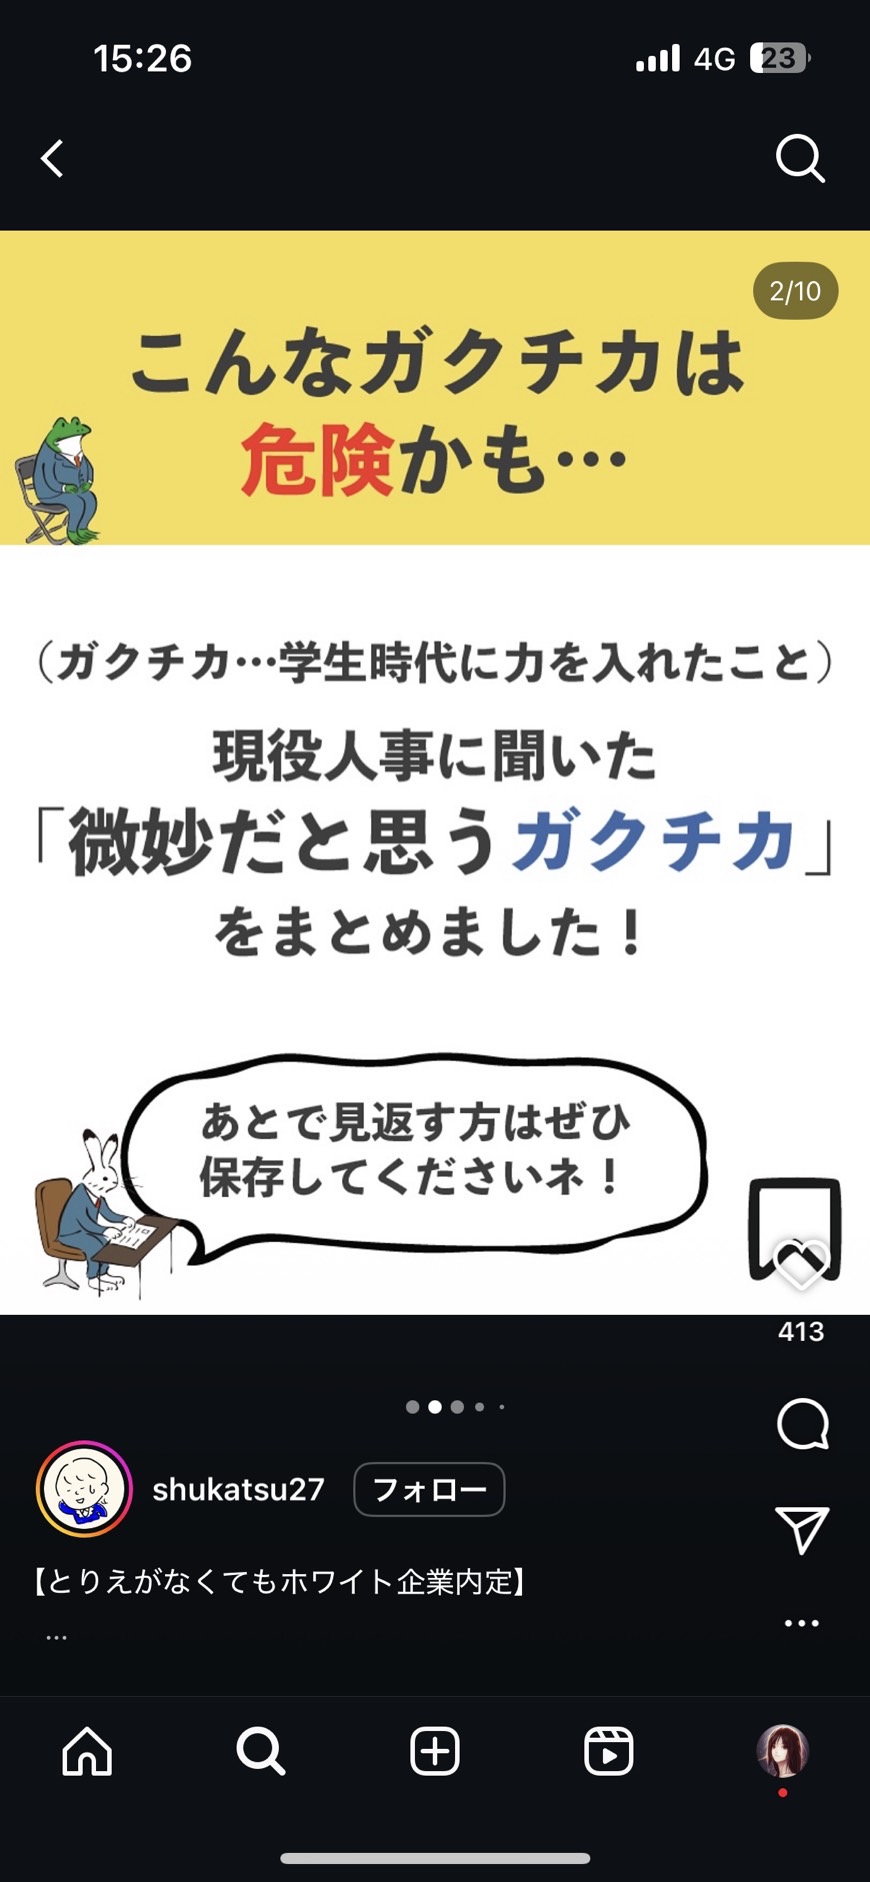 15:26
4G 23
2/10
こんなガクチカは
危険かも…
（ガクチカ…学生時代に力を入れたこと）
現役人事に聞いた
「微妙だと思うガクチカ」
をまとめました！
あとで見返す方はぜひ
保存してくださいネ！
413
shukatsu27 フォロー
【とりえがなくてもホワイト企業内定】
...